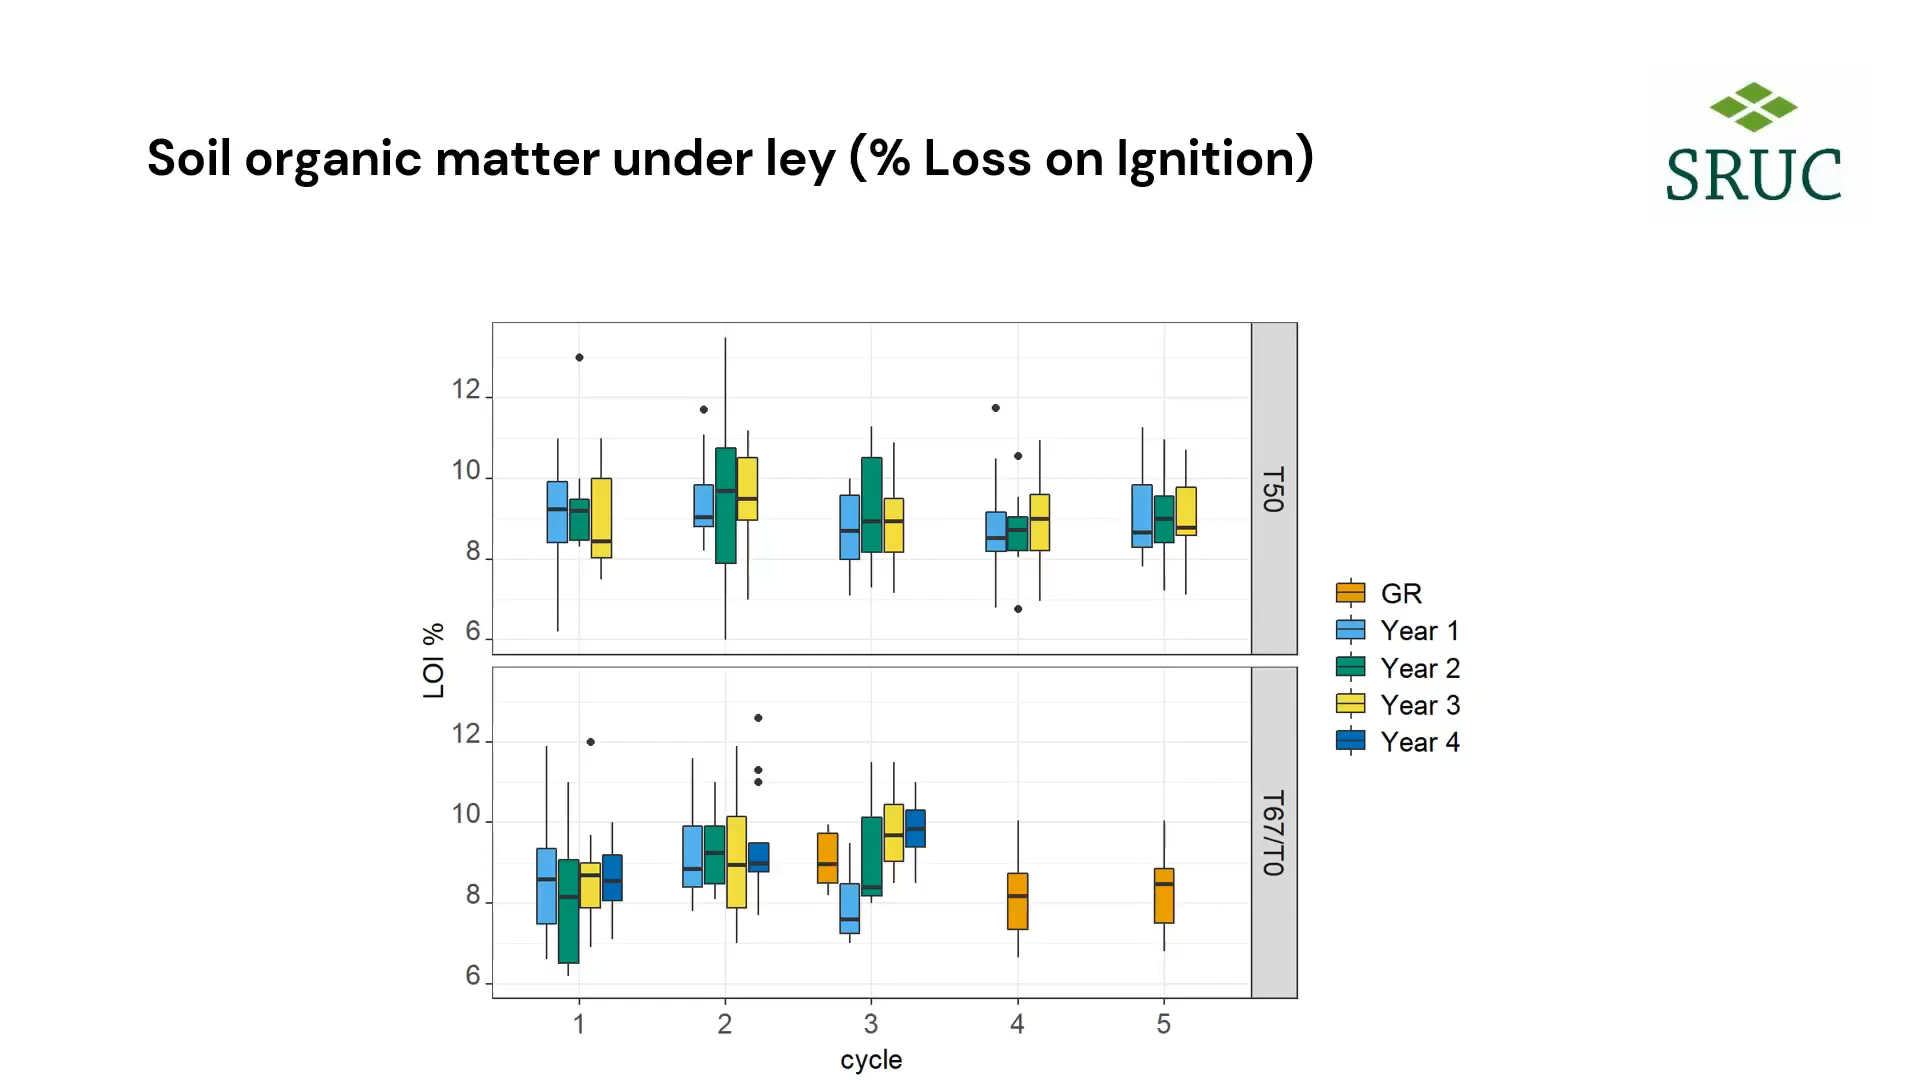 Soil organic matter under ley (% Loss on Ignition)
SRUC
12
10
8
6
T50
LOI %
12
10
8
6
T67/T0
1 2 3 4 5
cycle
GR
Year 1
Year 2
Year 3
Year 4